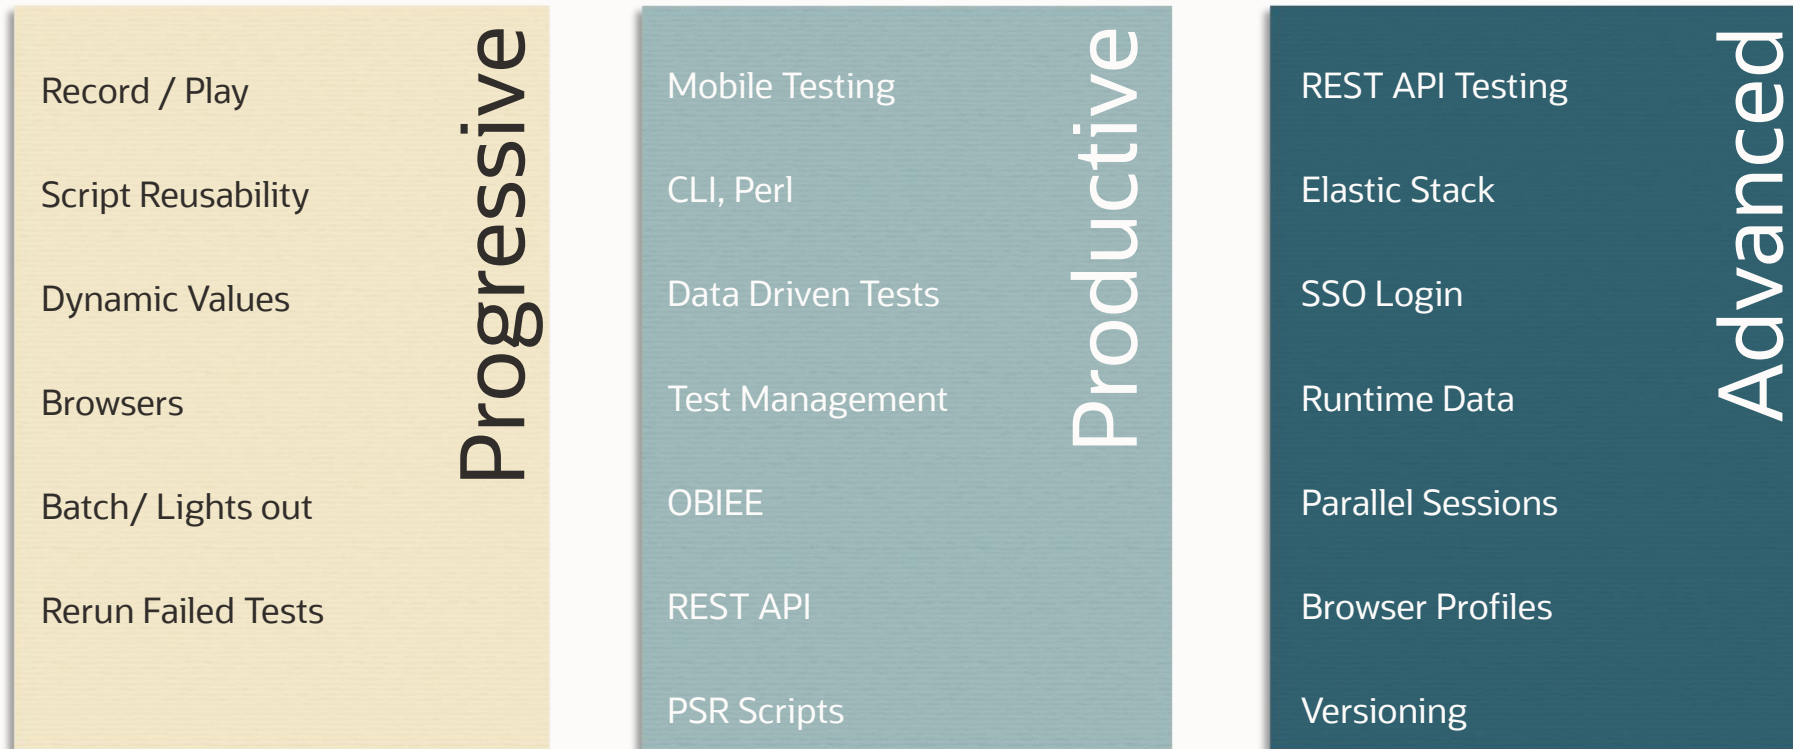 Progressive
Record / Play
Script Reusability
Dynamic Values
Browsers
Batch/ Lights out
Rerun Failed Tests
Productive
Mobile Testing
CLI, Perl
Data Driven Tests
Test Management
OBIEE
REST API
PSR Scripts
Advanced
REST API Testing
Elastic Stack
SSO Login
Runtime Data
Parallel Sessions
Browser Profiles
Versioning